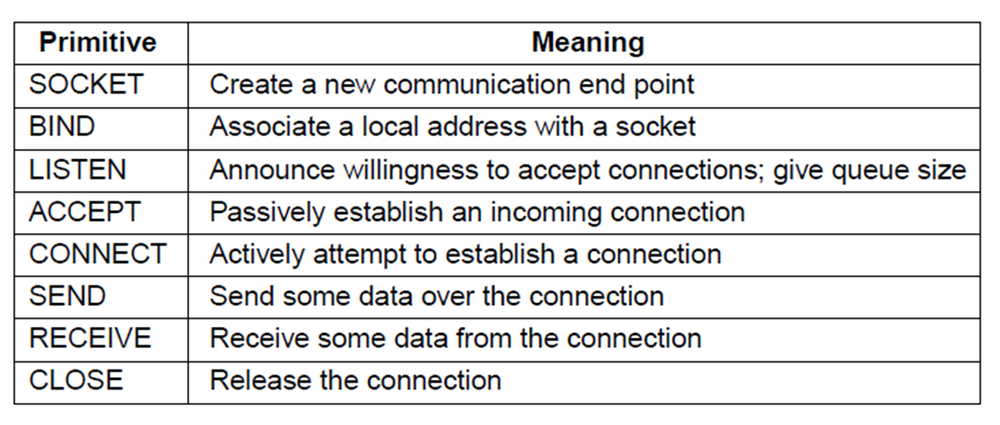 Primitive Meaning
SOCKET Create a new communication end point
BIND Associate a local address with a socket
LISTEN Announce willingness to accept connections; give queue size
ACCEPT Passively establish an incoming connection
CONNECT Actively attempt to establish a connection
SEND Send some data over the connection
RECEIVE Receive some data from the connection
CLOSE Release the connection